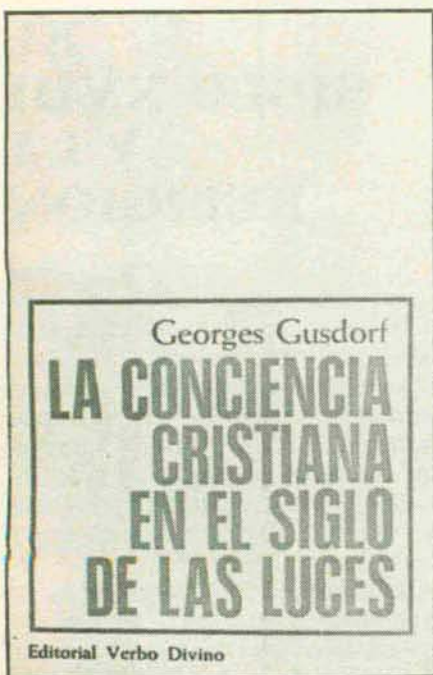 Georges Gusdorf
LA CONCIENCIA
CRISTIANA
EN EL SIGLO
DE LAS LUCES
Editorial Verbo Divino